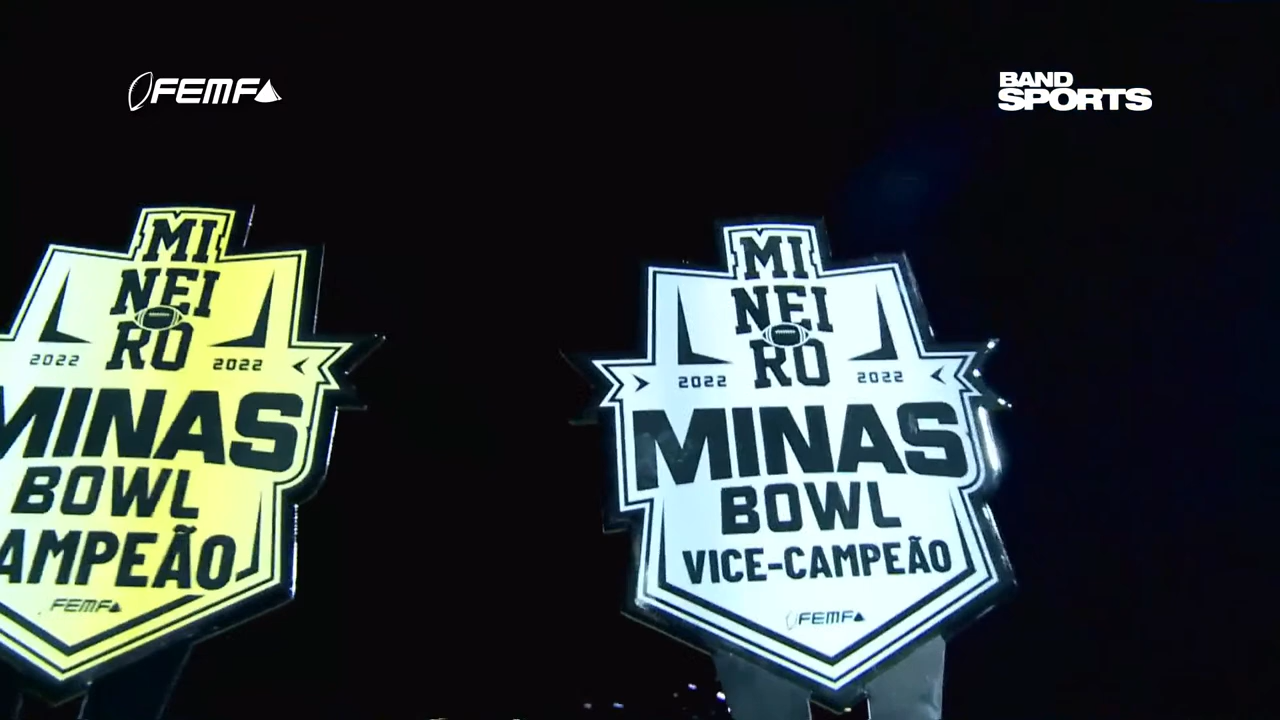 FEMFA
BAND
SPORTS
MI
NEI
RO
2022 2022
MINAS
BOWL
AMPEÃO
FEMFA
MI
NEI
RO
2022 2022
MINAS
BOWL
VICE-CAMPEÃO
FEMFA